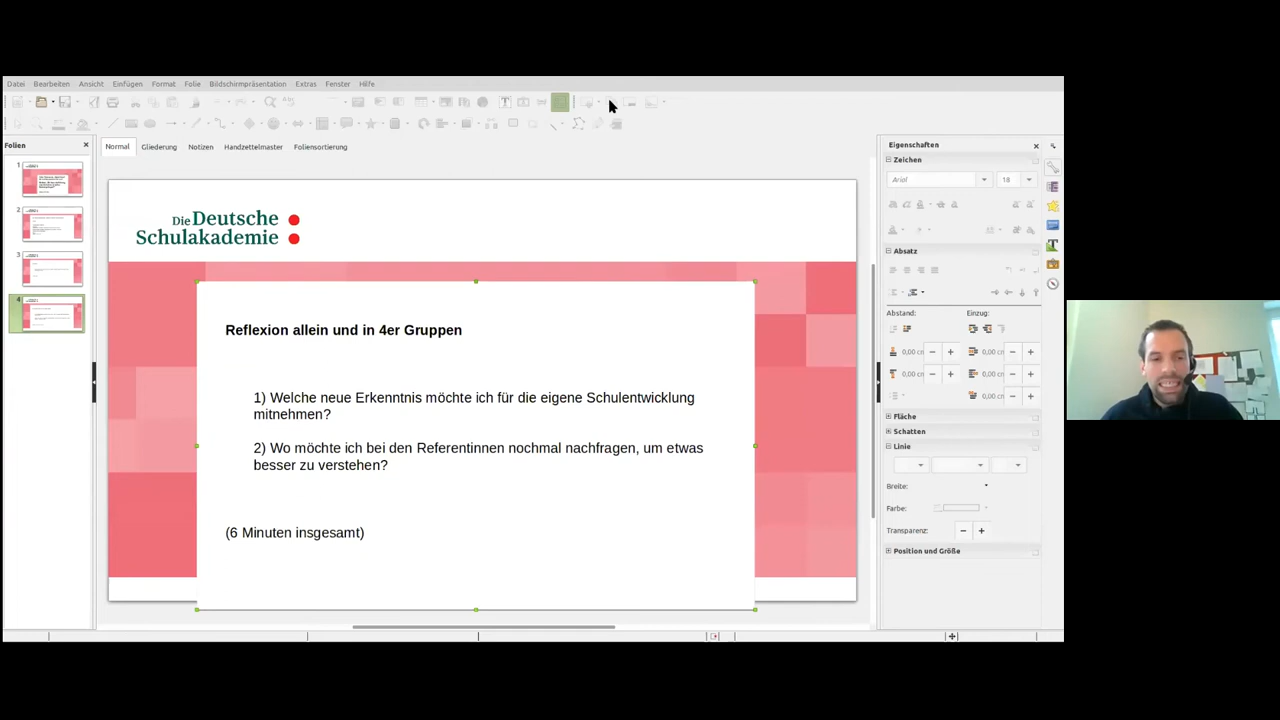 Datei Bearbeiten Ansicht Einfügen Format Folie Bildschirmpräsentation Extras Fenster Hilfe
Folien
Normal Gliederung Notizen Handzettelmaster Foliensortierung
1
2
3
4
Die Deutsche
Schulakademie
Reflexion allein und in 4er Gruppen
1) Welche neue Erkenntnis möchte ich für die eigene Schulentwicklung
mitnehmen?
2) Wo möchte ich bei den Referentinnen nochmal nachfragen, um etwas
besser zu verstehen?
(6 Minuten insgesamt)
Eigenschaften
Zeichen
Arial 18
Absatz
Abstand: Einzug:
0,00 cm 0,00 cm
0,00 cm 0,00 cm
0,00 cm
Fläche
Schatten
Linie
Breite:
Farbe:
Transparenz:
Position und Größe